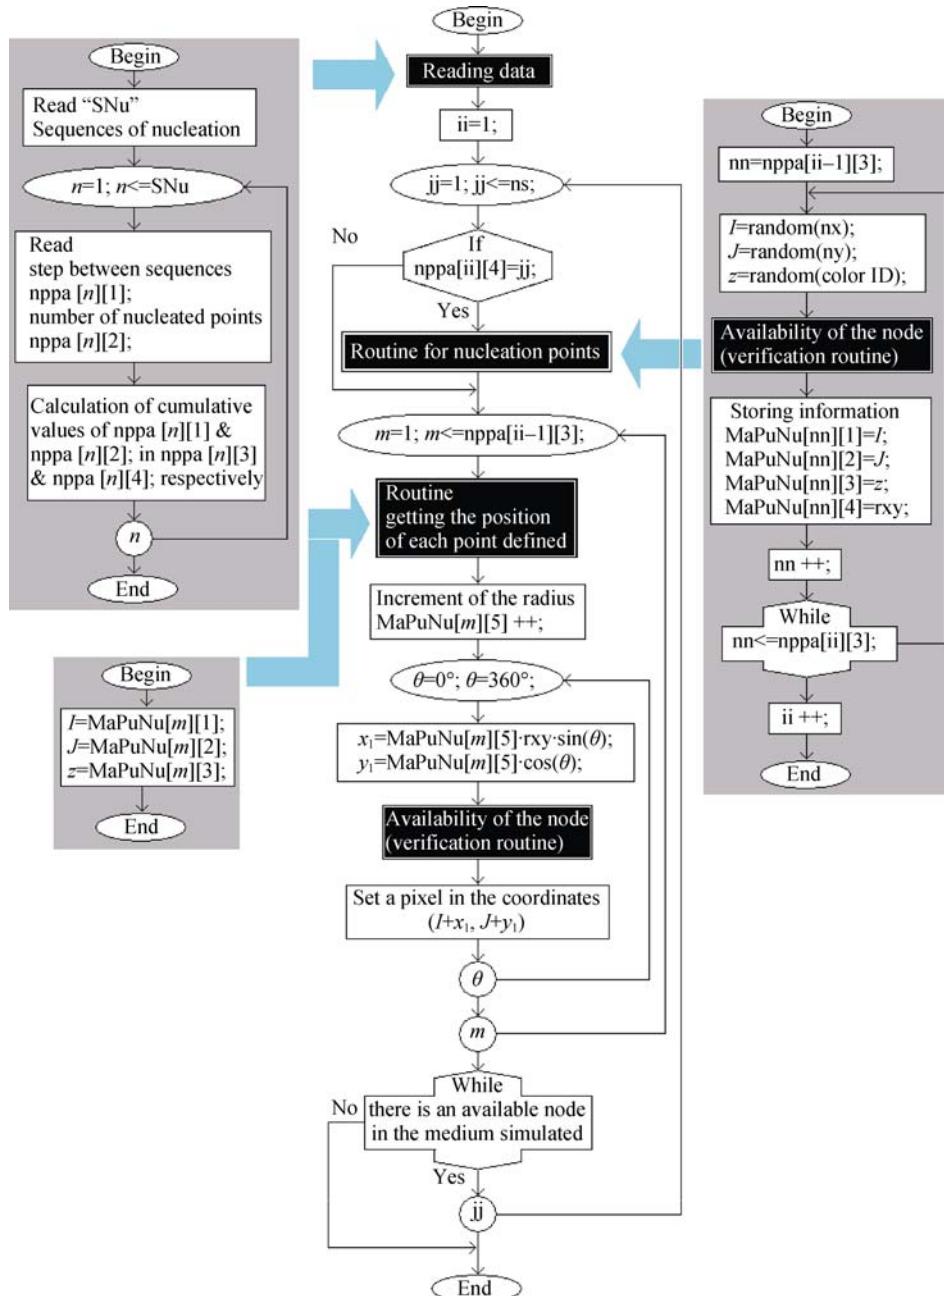 Begin
Read “SNu”
Sequences of nucleation
n=1; n<=SNu
Read
step between sequences
nppa [n][1];
number of nucleated points
nppa [n][2];
Calculation of cumulative
values of nppa [n][1] &
nppa [n][2]; in nppa [n][3]
& nppa [n][4]; respectively
n
End
Begin
I=MaPuNu[m][1];
J=MaPuNu[m][2];
z=MaPuNu[m][3];
End
Begin
Reading data
ii=1;
jj=1; jj<=ns;
If
nppa[ii][4]=jj;
No
Yes
Routine for nucleation points
m=1; m<=nppa[ii–1][3];
Routine
getting the position
of each point defined
Increment of the radius
MaPuNu[m][5] ++;
θ=0°; θ=360°;
x₁=MaPuNu[m][5]·rxy·sin(θ);
y₁=MaPuNu[m][5]·cos(θ);
Availability of the node
(verification routine)
Set a pixel in the coordinates
(I+x₁, J+y₁)
θ
m
While
there is an available node
in the medium simulated
No
Yes
jj
End
Begin
nn=nppa[ii–1][3];
I=random(nx);
J=random(ny);
z=random(color ID);
Availability of the node
(verification routine)
Storing information
MaPuNu[nn][1]=I;
MaPuNu[nn][2]=J;
MaPuNu[nn][3]=z;
MaPuNu[nn][4]=rxy;
nn ++;
While
nn<=nppa[ii][3];
ii ++;
End